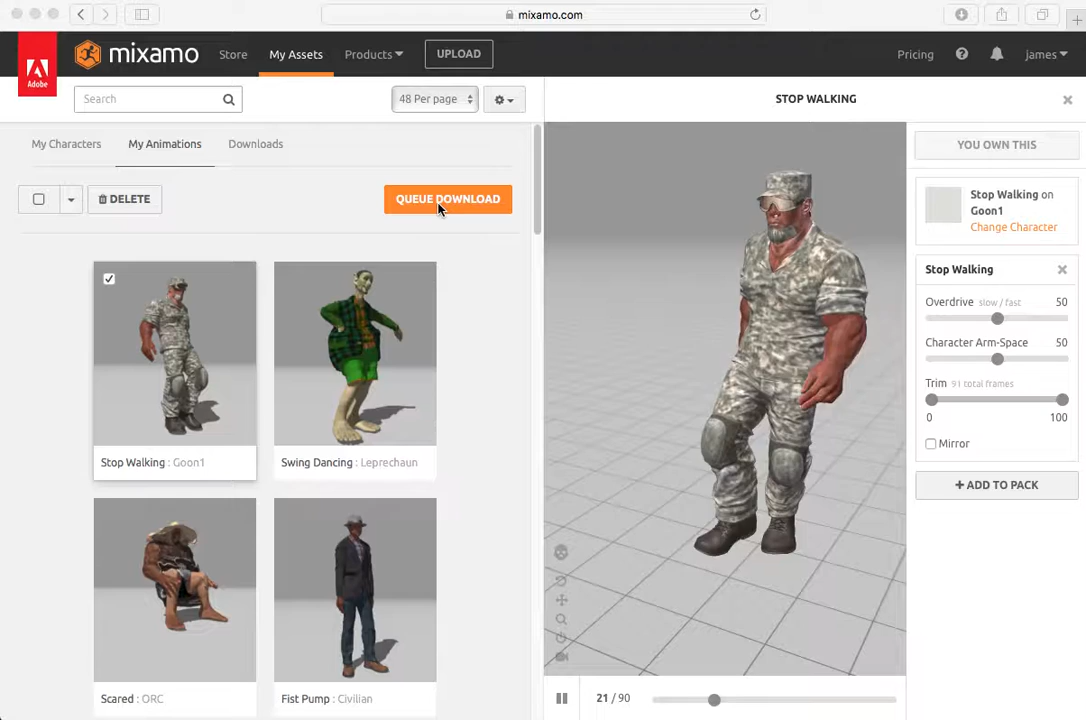 mixamo.com
Adobe
mixamo
Store
My Assets
Products
UPLOAD
Pricing
james
Search
48 Per page
STOP WALKING
My Characters
My Animations
Downloads
YOU OWN THIS
DELETE
QUEUE DOWNLOAD
Stop Walking on
Goon1
Change Character
Stop Walking
Overdrive slow / fast 50
Character Arm-Space 50
Trim 91 total frames
0 100
Mirror
+ ADD TO PACK
Stop Walking : Goon1
Swing Dancing : Leprechaun
Scared : ORC
Fist Pump : Civilian
21 / 90